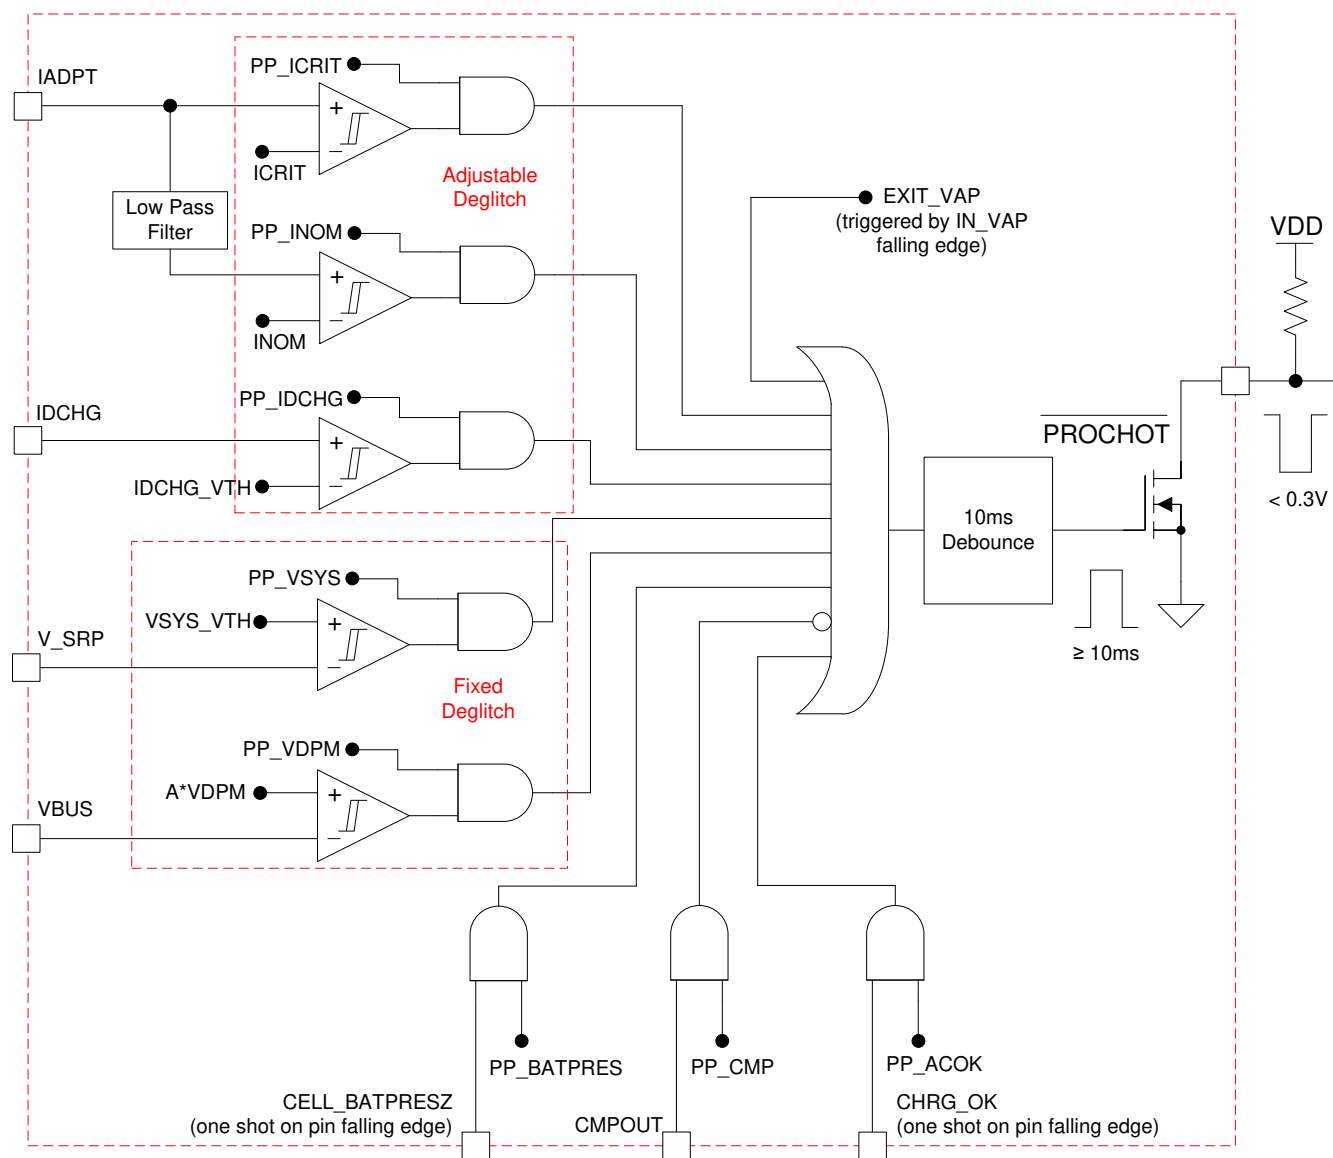 IADPT
PP_ICRIT
+
−
ICRIT
Adjustable
Deglitch
Low Pass
Filter
PP_INOM
+
−
INOM
EXIT_VAP
(triggered by IN_VAP
falling edge)
VDD
IDCHG
PP_IDCHG
+
−
IDCHG_VTH
PROCHOT
< 0.3V
10ms
Debounce
≥ 10ms
PP_VSYS
VSYS_VTH
+
−
V_SRP
Fixed
Deglitch
PP_VDPM
A*VDPM
+
−
VBUS
PP_BATPRES
PP_CMP
PP_ACOK
CELL_BATPRESZ
(one shot on pin falling edge)
CMPOUT
CHRG_OK
(one shot on pin falling edge)